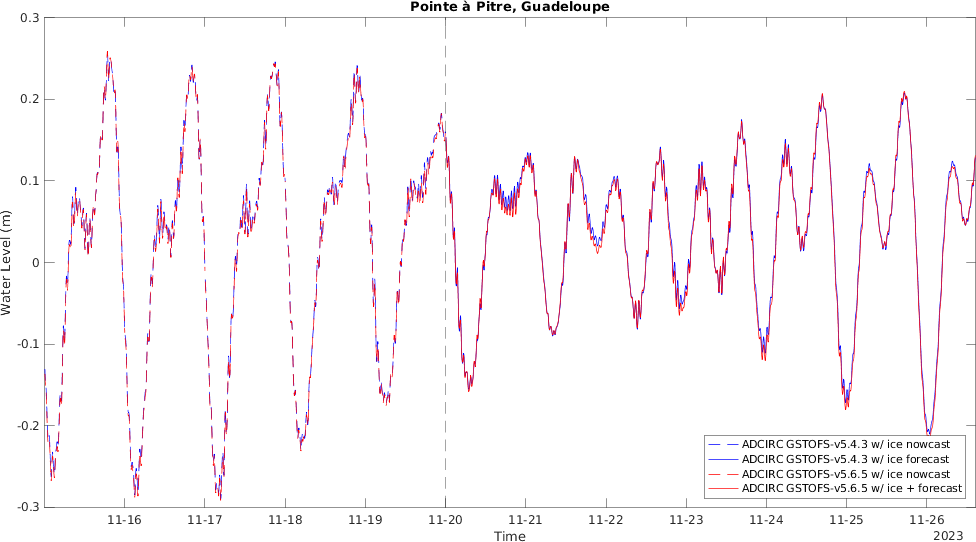 Pointe à Pitre, Guadeloupe
0.3
0.2
0.1
0
-0.1
-0.2
-0.3
Water Level (m)
ADCIRC GSTOFS-v5.4.3 w/ ice nowcast
ADCIRC GSTOFS-v5.4.3 w/ ice forecast
ADCIRC GSTOFS-v5.6.5 w/ ice nowcast
ADCIRC GSTOFS-v5.6.5 w/ ice + forecast
11-16 11-17 11-18 11-19 11-20 11-21 11-22 11-23 11-24 11-25 11-26
Time
2023